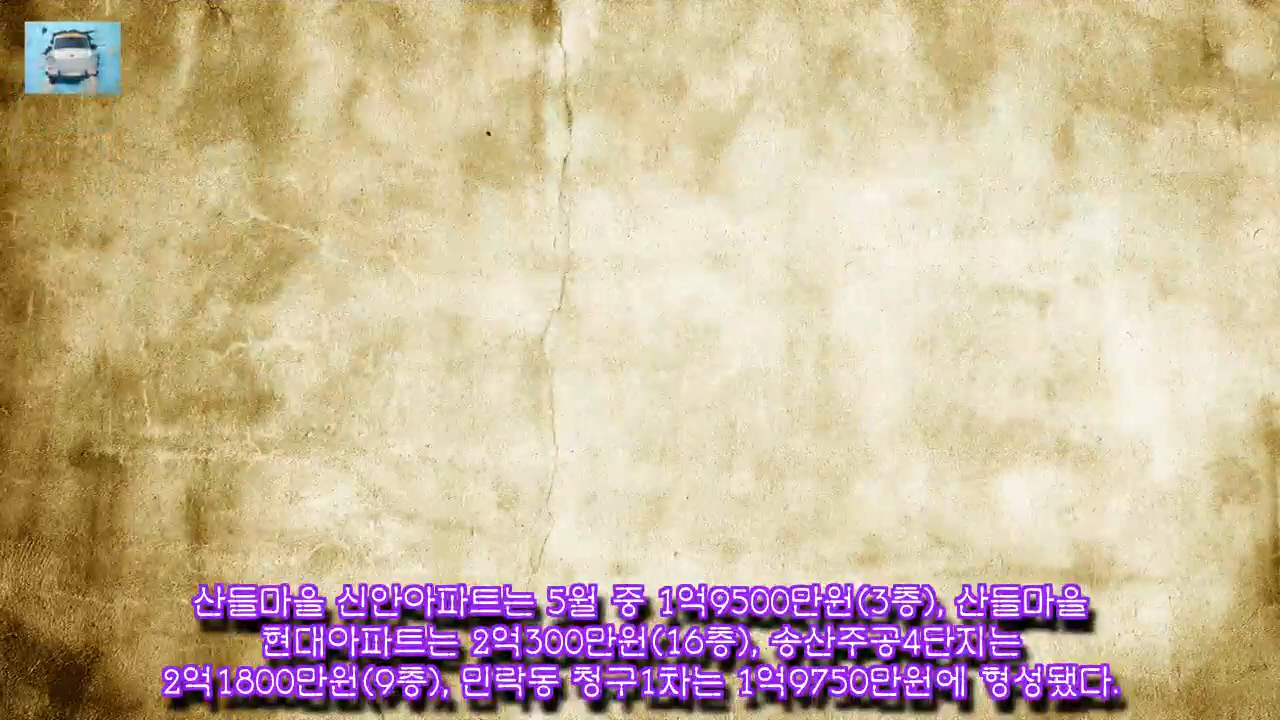 산들마을 신안아파트는 5월 중 1억9500만원(3층), 산들마을
현대아파트는 2억300만원(16층), 송산주공4단지는
2억1800만원(9층), 민락동 청구1차는 1억9750만원에 형성됐다.